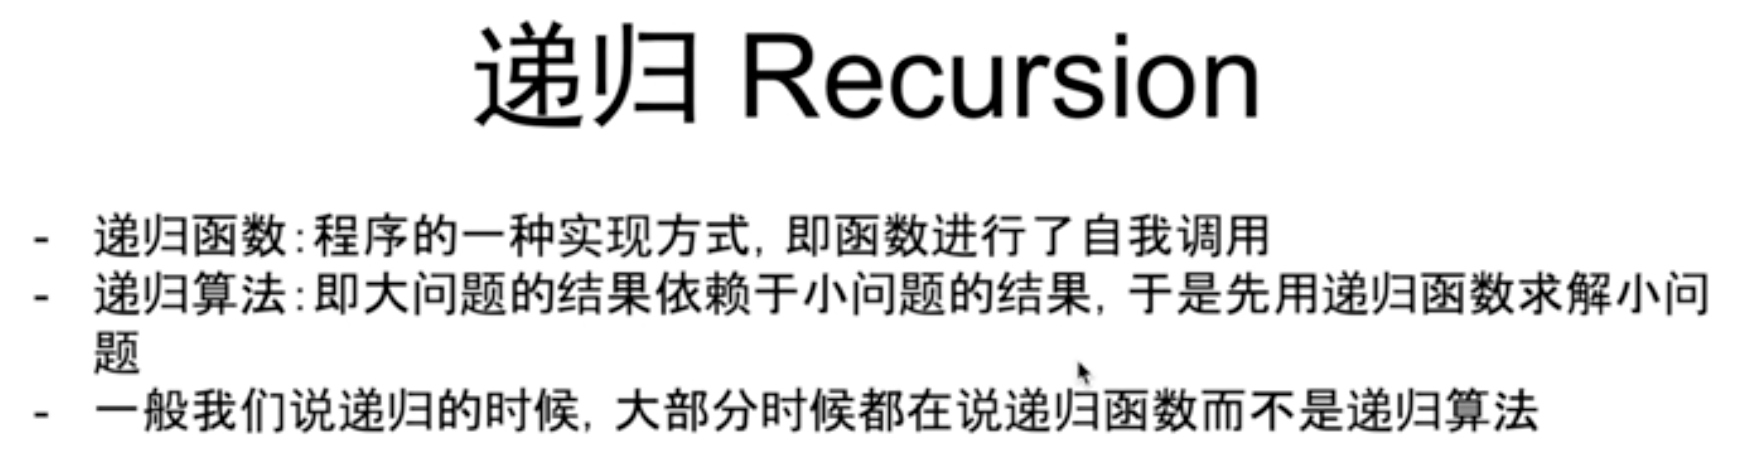 递归 Recursion
- 递归函数:程序的一种实现方式, 即函数进行了自我调用
- 递归算法:即大问题的结果依赖于小问题的结果, 于是先用递归函数求解小问
题
- 一般我们说递归的时候, 大部分时候都在说递归函数而不是递归算法